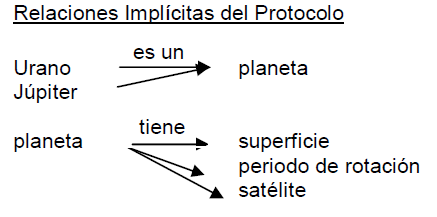 Relaciones Implícitas del Protocolo
es un
Urano planeta
Júpiter
tiene
planeta superficie
periodo de rotación
satélite